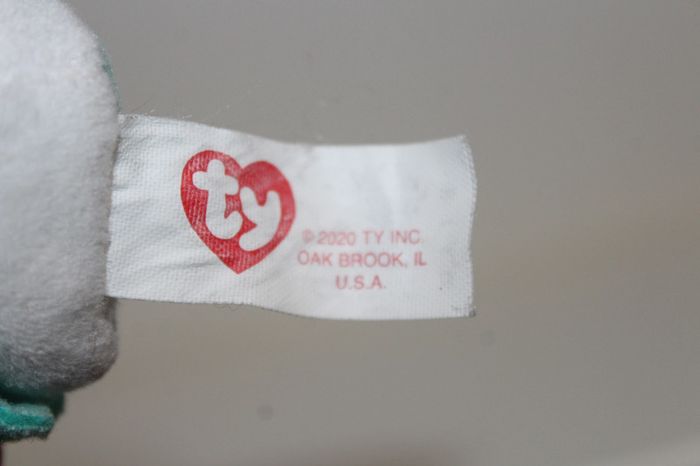 ty
© 2020 TY INC.
OAK BROOK, IL
U.S.A.